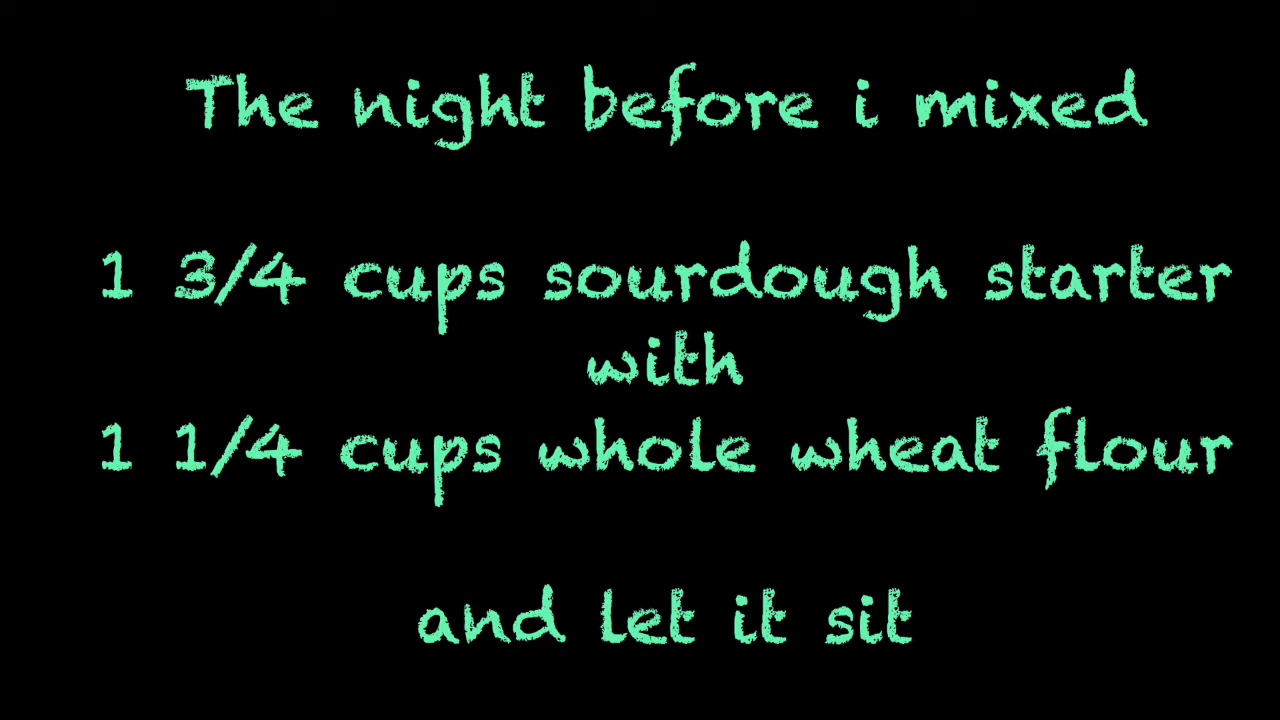 The night before i mixed
1 3/4 cups sourdough starter
with
1 1/4 cups whole wheat flour
and let it sit